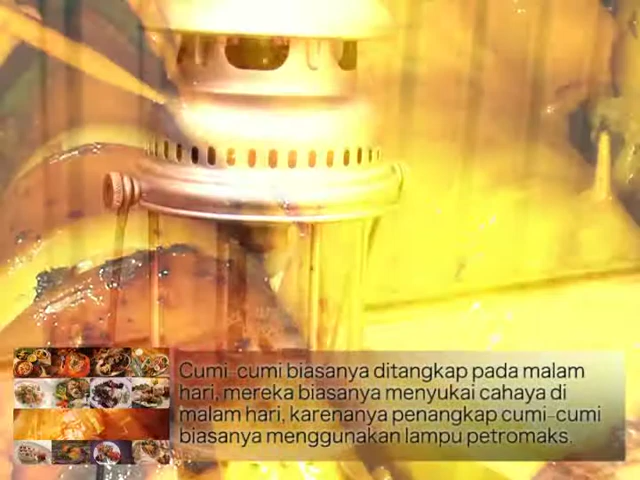 Cumi-cumi biasanya ditangkap pada malam
hari, mereka biasanya menyukai cahaya di
malam hari, karenanya penangkap cumi-cumi
biasanya menggunakan lampu petromaks.